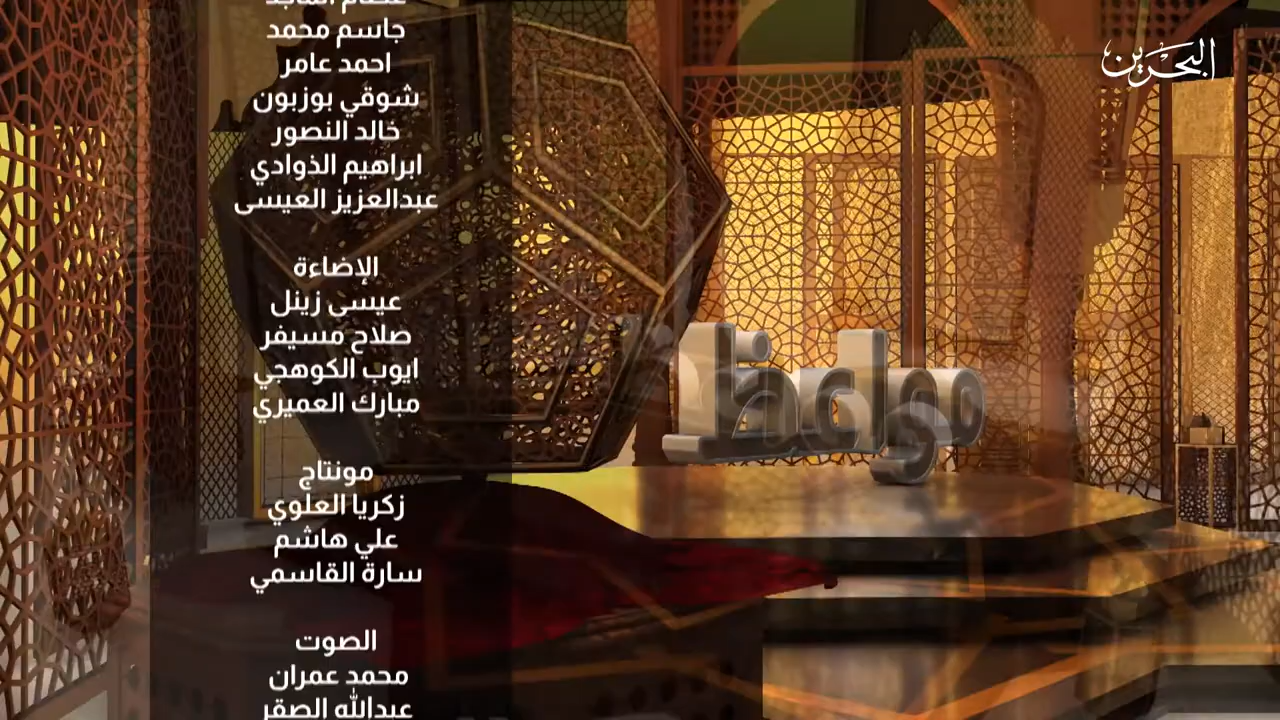 البحرين
جاسم محمد
احمد عامر
شوقي بوزبون
خالد النصور
ابراهيم الذوادي
عبدالعزيز العيسى
الإضاءة
عيسى زينل
صلاح مسيفر
ايوب الكوهجي
مبارك العميري
مونتاج
زكريا العلوي
علي هاشم
سارة القاسمي
الصوت
محمد عمران
عبدالله الصقر
مواعظ